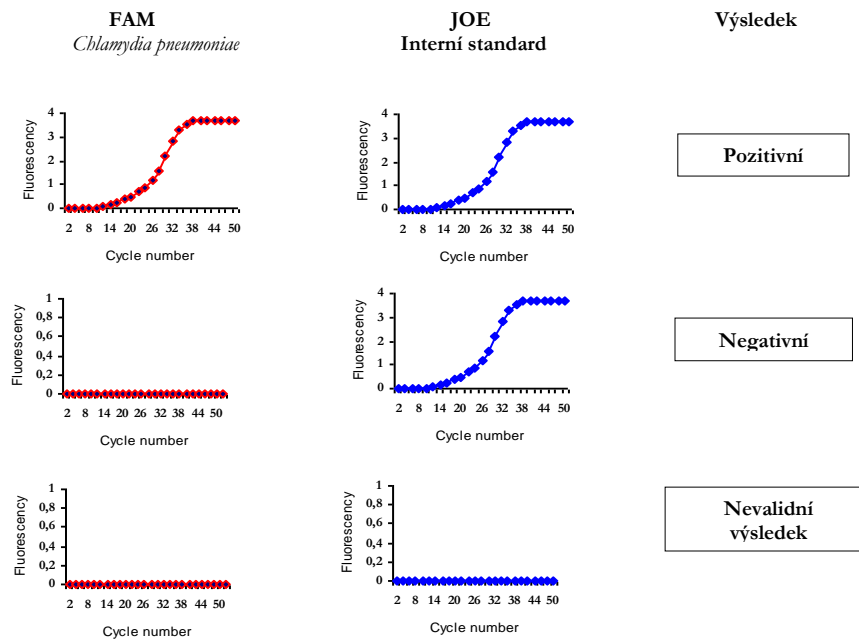 FAM
JOE
Výsledek
Chlamydia pneumoniae
Interní standard
4
3
2
1
0
Fluorescency
2 8 14 20 26 32 38 44 50
Cycle number
4
3
2
1
0
Fluorescency
2 8 14 20 26 32 38 44 50
Cycle number
Pozitivní
1
0,8
0,6
0,4
0,2
0
Fluorescency
2 8 14 20 26 32 38 44 50
Cycle number
4
3
2
1
0
Fluorescency
2 8 14 20 26 32 38 44 50
Cycle number
Negativní
1
0,8
0,6
0,4
0,2
0
Fluorescency
2 8 14 20 26 32 38 44 50
Cycle number
1
0,8
0,6
0,4
0,2
0
Fluorescency
2 8 14 20 26 32 38 44 50
Cycle number
Nevalidní
výsledek